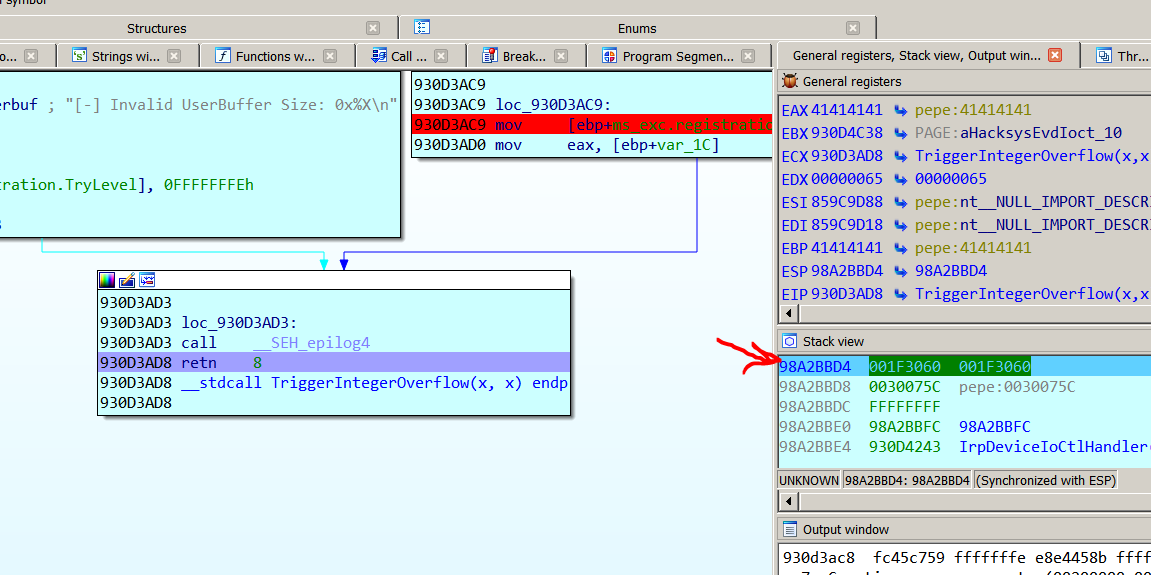 symbol
Structures
Enums
o...
Strings wi...
Functions w...
Call ...
Break...
Program Segmen...
General registers, Stack view, Output win...
Thr...
erbuf ; "[-] Invalid UserBuffer Size: 0x%X\n"
tration.TryLevel], 0FFFFFFFEh
930D3AC9
930D3AC9 loc_930D3AC9:
930D3AC9 mov [ebp+ms_exc.registratio
930D3AD0 mov eax, [ebp+var_1C]
930D3AD3
930D3AD3 loc_930D3AD3:
930D3AD3 call __SEH_epilog4
930D3AD8 retn 8
930D3AD8 __stdcall TriggerIntegerOverflow(x, x) endp
930D3AD8
General registers
EAX 41414141 pepe:41414141
EBX 930D4C38 PAGE:aHacksysEvdIoct_10
ECX 930D3AD8 TriggerIntegerOverflow(x,x
EDX 00000065 00000065
ESI 859C9D88 pepe:nt__NULL_IMPORT_DESCRI
EDI 859C9D18 pepe:nt__NULL_IMPORT_DESCRI
EBP 41414141 pepe:41414141
ESP 98A2BBD4 98A2BBD4
EIP 930D3AD8 TriggerIntegerOverflow(x,x
Stack view
98A2BBD4 001F3060 001F3060
98A2BBD8 0030075C pepe:0030075C
98A2BBDC FFFFFFFF
98A2BBE0 98A2BBFC 98A2BBFC
98A2BBE4 930D4243 IrpDeviceIoCtlHandler(
UNKNOWN 98A2BBD4: 98A2BBD4 (Synchronized with ESP)
Output window
930d3ac8 fc45c759 fffffffe e8e4458b ffff